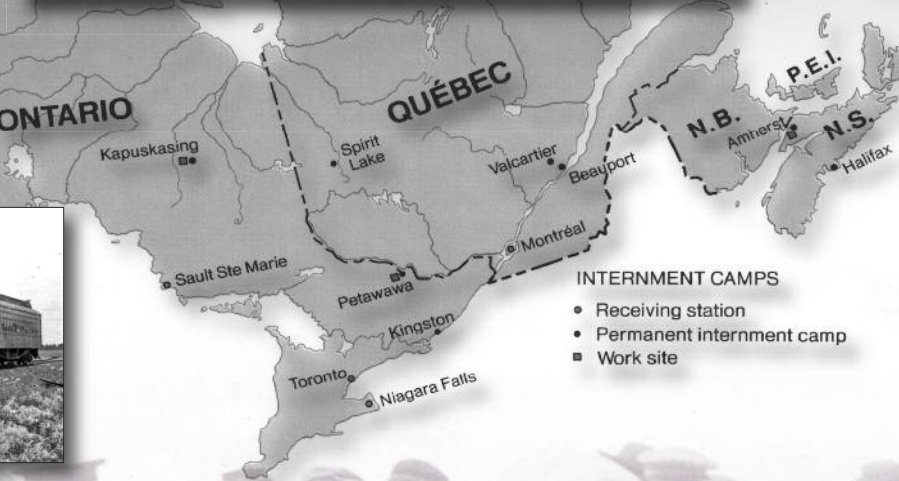 ONTARIO
QUÉBEC
P.E.I.
N.B.
N.S.
Kapuskasing
Spirit
Lake
Valcartier
Beauport
Amherst
Halifax
Sault Ste Marie
Montréal
Petawawa
Kingston
Toronto
Niagara Falls
INTERNMENT CAMPS
Receiving station
Permanent internment camp
Work site